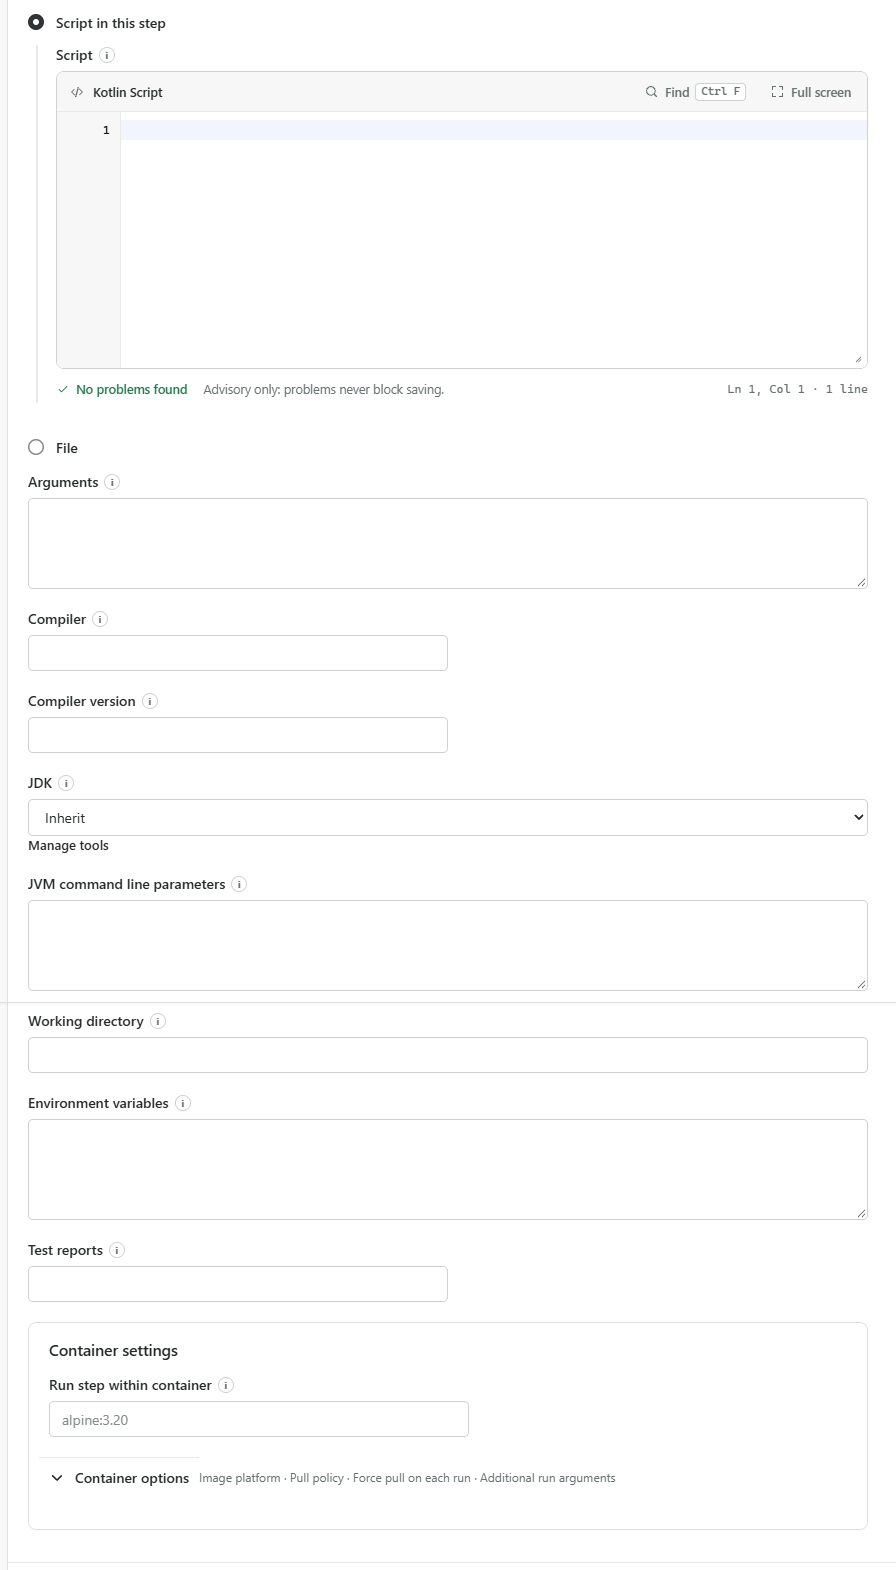 Script in this step
Script
Kotlin Script Find Ctrl F Full screen
1
No problems found Advisory only: problems never block saving. Ln 1, Col 1 · 1 line
File
Arguments
Compiler
Compiler version
JDK
Inherit
Manage tools
JVM command line parameters
Working directory
Environment variables
Test reports
Container settings
Run step within container
alpine:3.20
Container options Image platform · Pull policy · Force pull on each run · Additional run arguments